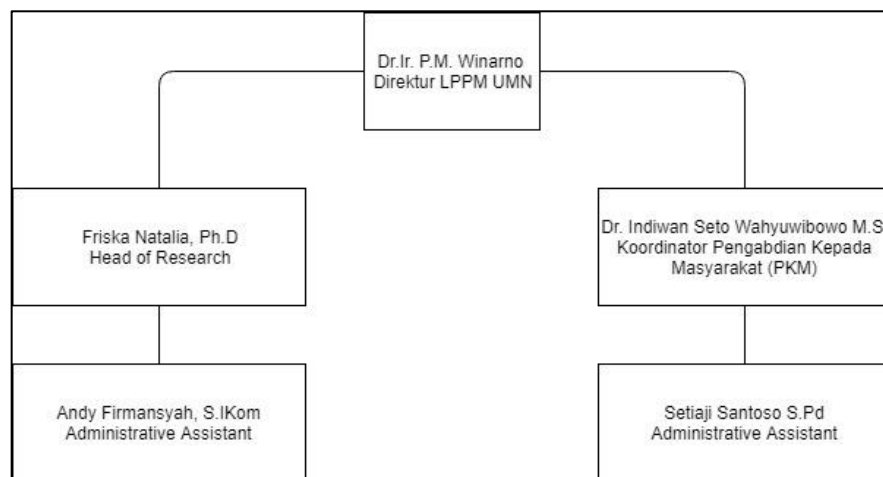 Dr.Ir. P.M. Winarno
Direktur LPPM UMN
Friska Natalia, Ph.D
Head of Research
Dr. Indiwan Seto Wahyuwibowo M.S
Koordinator Pengabdian Kepada
Masyarakat (PKM)
Andy Firmansyah, S.IKom
Administrative Assistant
Setiaji Santoso S.Pd
Administrative Assistant